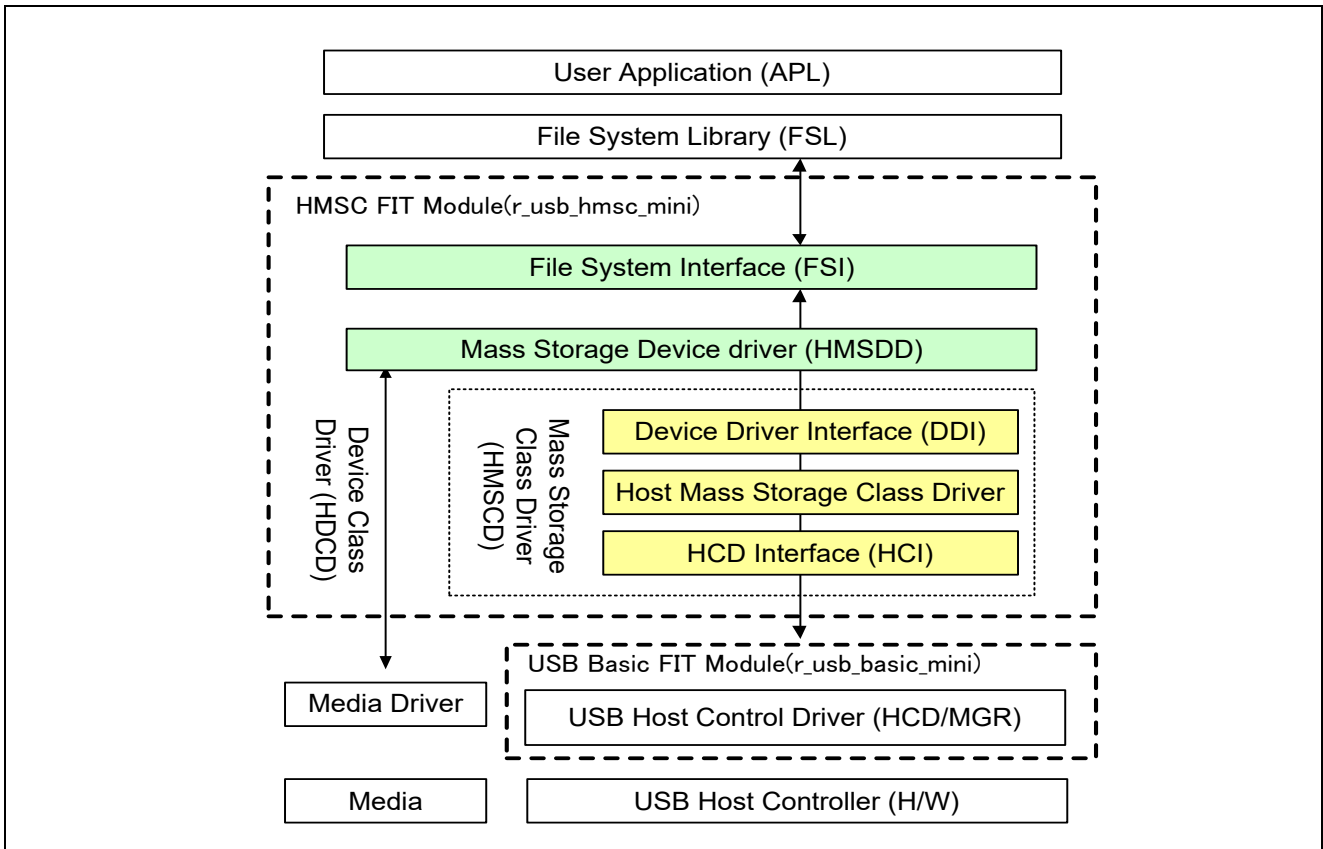 User Application (APL)
File System Library (FSL)
HMSC FIT Module(r_usb_hmsc_mini)
File System Interface (FSI)
Mass Storage Device driver (HMSDD)
Device Class
Driver (HDCD)
Mass Storage
Class Driver
(HMSCD)
Device Driver Interface (DDI)
Host Mass Storage Class Driver
HCD Interface (HCI)
USB Basic FIT Module(r_usb_basic_mini)
Media Driver
USB Host Control Driver (HCD/MGR)
Media
USB Host Controller (H/W)